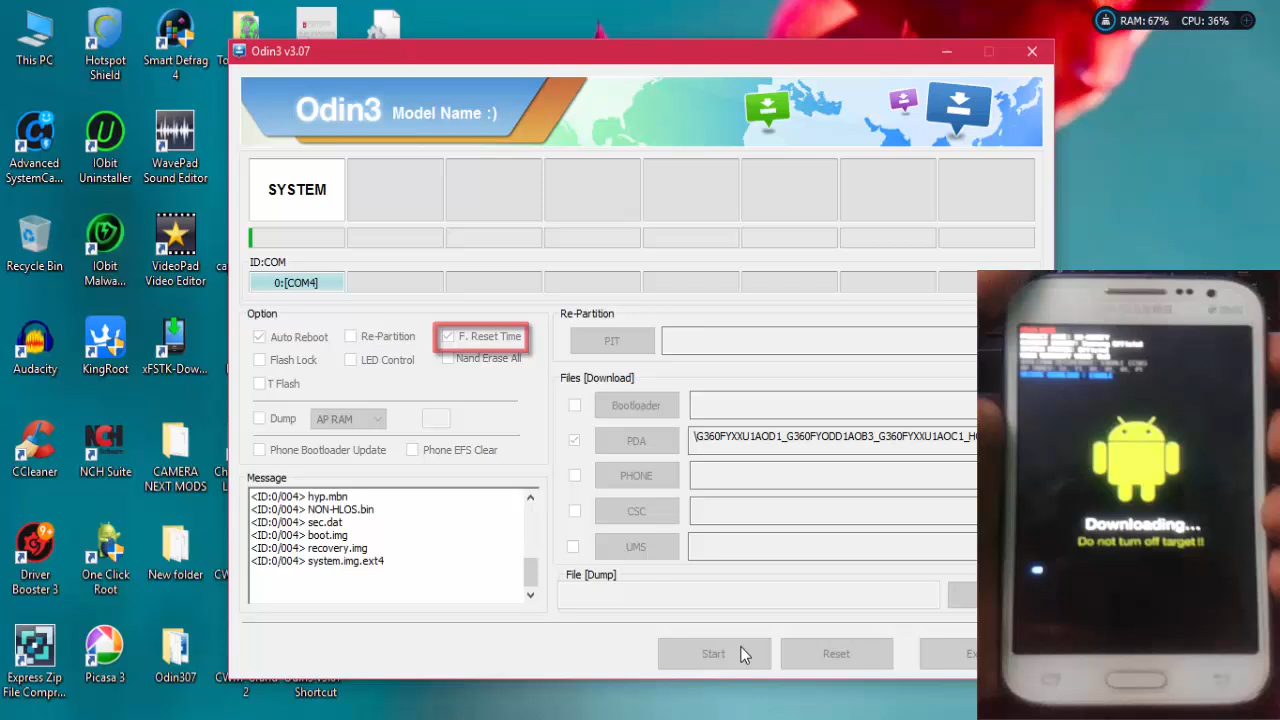 RAM: 67% CPU: 36%
This PC
Hotspot
Shield
Smart Defrag
4
Odin3 v3.07
Odin3 Model Name :)
Advanced
SystemCa...
IObit
Uninstaller
WavePad
Sound Editor
SYSTEM
ID:COM
0:[COM4]
Recycle Bin
IObit
Malwa...
VideoPad
Video Editor
Option
Auto Reboot
Re-Partition
F. Reset Time
Flash Lock
LED Control
Nand Erase All
T Flash
Dump
AP RAM
Phone Bootloader Update
Phone EFS Clear
Re-Partition
PIT
Files [Download]
Bootloader
PDA
\G360FYXXU1AOD1_G360FYODD1AOB3_G360FYXXU1AOC1_H
PHONE
CSC
UMS
File [Dump]
Audacity
KingRoot
xFSTK-Dow...
CCleaner
NCH Suite
CAMERA
NEXT MODS
Message
<ID:0/004> hyp.mbn
<ID:0/004> NON-HLOS.bin
<ID:0/004> sec.dat
<ID:0/004> boot.img
<ID:0/004> recovery.img
<ID:0/004> system.img.ext4
Driver
Booster 3
One Click
Root
New folder
Start
Reset
Express Zip
File Compr...
Picasa 3
Odin307
2
Shortcut
Downloading...
Do not turn off target !!